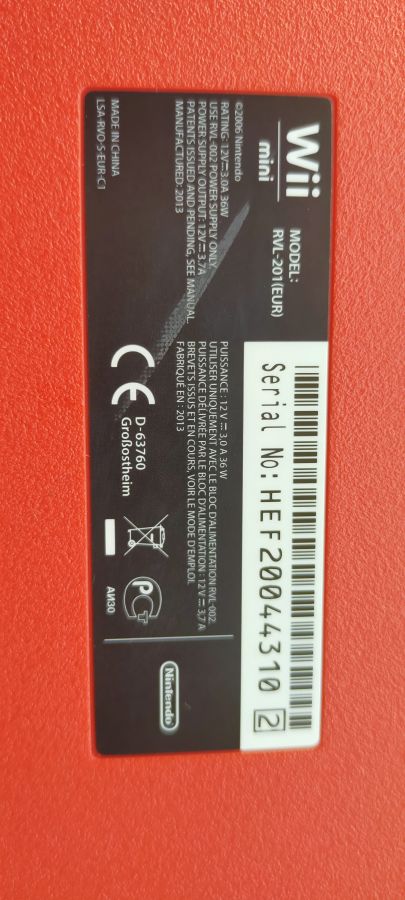 Wii
mini
MODEL:
RVL-201(EUR)
Serial No: HEF20044310 2
©2006 Nintendo
RATING: 12V⎓3.0A 36W
USE RVL-002 POWER SUPPLY ONLY.
POWER SUPPLY OUTPUT: 12V⎓3.7A
PATENTS ISSUED AND PENDING, SEE MANUAL.
MANUFACTURED: 2013
PUISSANCE : 12 V⎓3,0 A 36 W
UTILISER UNIQUEMENT AVEC LE BLOC D'ALIMENTATION RVL-002.
PUISSANCE DÉLIVRÉE PAR LE BLOC D'ALIMENTATION : 12 V⎓3,7 A
BREVETS ISSUS ET EN COURS, VOIR LE MODE D'EMPLOI.
FABRIQUÉ EN : 2013
MADE IN CHINA
LSA-RVO-S-EUR-C1
CE
D-63760
Großostheim
PCT
АИ30
Nintendo